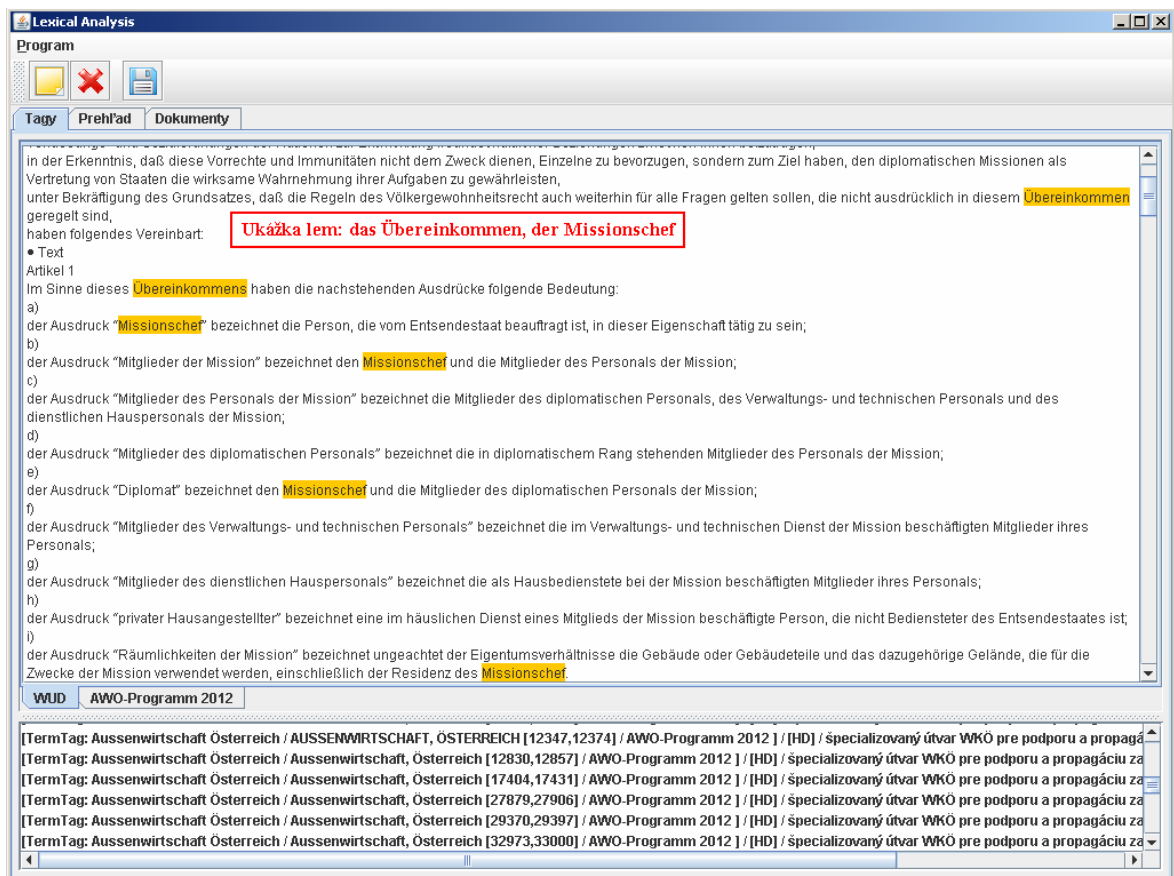 Lexical Analysis
Program
Tagy Prehľad Dokumenty
in der Erkenntnis, daß diese Vorrechte und Immunitäten nicht dem Zweck dienen, Einzelne zu bevorzugen, sondern zum Ziel haben, den diplomatischen Missionen als
Vertretung von Staaten die wirksame Wahrnehmung ihrer Aufgaben zu gewährleisten,
unter Bekräftigung des Grundsatzes, daß die Regeln des Völkergewohnheitsrecht auch weiterhin für alle Fragen gelten sollen, die nicht ausdrücklich in diesem Übereinkommen
geregelt sind,
haben folgendes Vereinbart:
Ukážka lem: das Übereinkommen, der Missionschef
• Text
Artikel 1
Im Sinne dieses Übereinkommens haben die nachstehenden Ausdrücke folgende Bedeutung:
a)
der Ausdruck "Missionschef" bezeichnet die Person, die vom Entsendestaat beauftragt ist, in dieser Eigenschaft tätig zu sein;
b)
der Ausdruck "Mitglieder der Mission" bezeichnet den Missionschef und die Mitglieder des Personals der Mission;
c)
der Ausdruck "Mitglieder des Personals der Mission" bezeichnet die Mitglieder des diplomatischen Personals, des Verwaltungs- und technischen Personals und des
dienstlichen Hauspersonals der Mission;
d)
der Ausdruck "Mitglieder des diplomatischen Personals" bezeichnet die in diplomatischem Rang stehenden Mitglieder des Personals der Mission;
e)
der Ausdruck "Diplomat" bezeichnet den Missionschef und die Mitglieder des diplomatischen Personals der Mission;
f)
der Ausdruck "Mitglieder des Verwaltungs- und technischen Personals" bezeichnet die im Verwaltungs- und technischen Dienst der Mission beschäftigten Mitglieder ihres
Personals;
g)
der Ausdruck "Mitglieder des dienstlichen Hauspersonals" bezeichnet die als Hausbedienstete bei der Mission beschäftigten Mitglieder ihres Personals;
h)
der Ausdruck "privater Hausangestellter" bezeichnet eine im häuslichen Dienst eines Mitglieds der Mission beschäftigte Person, die nicht Bediensteter des Entsendestaates ist;
i)
der Ausdruck "Räumlichkeiten der Mission" bezeichnet ungeachtet der Eigentumsverhältnisse die Gebäude oder Gebäudeteile und das dazugehörige Gelände, die für die
Zwecke der Mission verwendet werden, einschließlich der Residenz des Missionschef.
WUD AWO-Programm 2012
[TermTag: Aussenwirtschaft Österreich / AUSSENWIRTSCHAFT, ÖSTERREICH [12347,12374] / AWO-Programm 2012 ] / [HD] / špecializovaný útvar WKÖ pre podporu a propagá
[TermTag: Aussenwirtschaft Österreich / Aussenwirtschaft, Österreich [12830,12857] / AWO-Programm 2012 ] / [HD] / špecializovaný útvar WKÖ pre podporu a propagáciu za
[TermTag: Aussenwirtschaft Österreich / Aussenwirtschaft, Österreich [17404,17431] / AWO-Programm 2012 ] / [HD] / špecializovaný útvar WKÖ pre podporu a propagáciu za
[TermTag: Aussenwirtschaft Österreich / Aussenwirtschaft, Österreich [27879,27906] / AWO-Programm 2012 ] / [HD] / špecializovaný útvar WKÖ pre podporu a propagáciu za
[TermTag: Aussenwirtschaft Österreich / Aussenwirtschaft, Österreich [29370,29397] / AWO-Programm 2012 ] / [HD] / špecializovaný útvar WKÖ pre podporu a propagáciu za
[TermTag: Aussenwirtschaft Österreich / Aussenwirtschaft, Österreich [32973,33000] / AWO-Programm 2012 ] / [HD] / špecializovaný útvar WKÖ pre podporu a propagáciu za